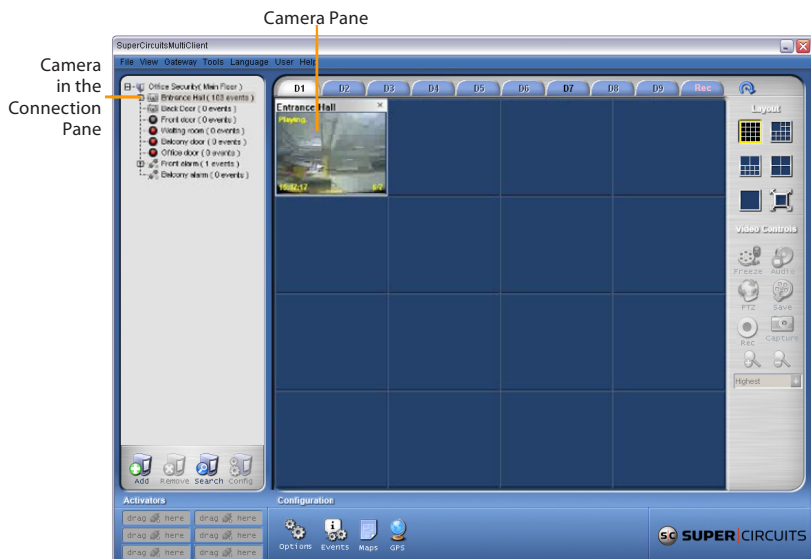 Camera Pane
Camera
in the
Connection
Pane
SuperCircuitsMultiClient
File View Gateway Tools Language User Help
Office Security( Main Floor )
Entrance Hall( 103 events )
Back Door ( 0 events )
Front door ( 0 events )
Waiting room ( 0 events )
Balcony door ( 0 events )
Office door ( 0 events )
Front alarm ( 1 events )
Balcony alarm ( 0 events )
D1 D2 D3 D4 D5 D6 D7 D8 D9 Rec
Entrance Hall
Playing.
6/7
Layout
Video Controls
Freeze Audio
PTZ Save
Rec Capture
Highest
Add Remove Search Config
Activators
drag here drag here
drag here drag here
drag here drag here
Configuration
Options Events Maps GPS
SC SUPER CIRCUITS